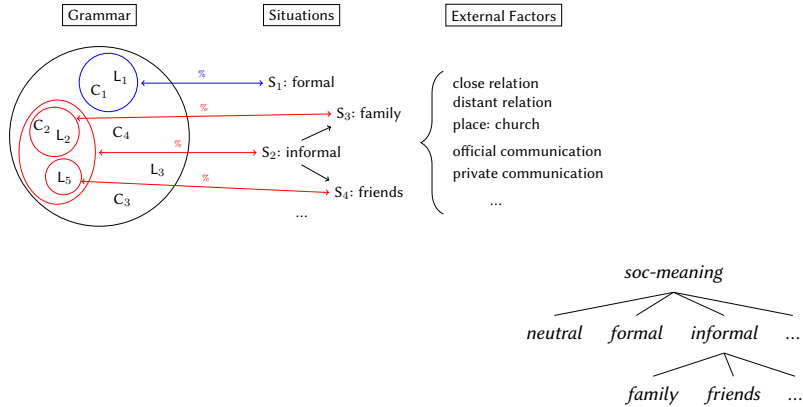 Grammar Situations External Factors
L₁
C₁
% S₁: formal
close relation
distant relation
% S₃: family
place: church
C₂ L₂ C₄
% S₂: informal
official communication
L₃
private communication
L₅
% S₄: friends
C₃
...
...
soc-meaning
neutral formal informal ...
family friends ...